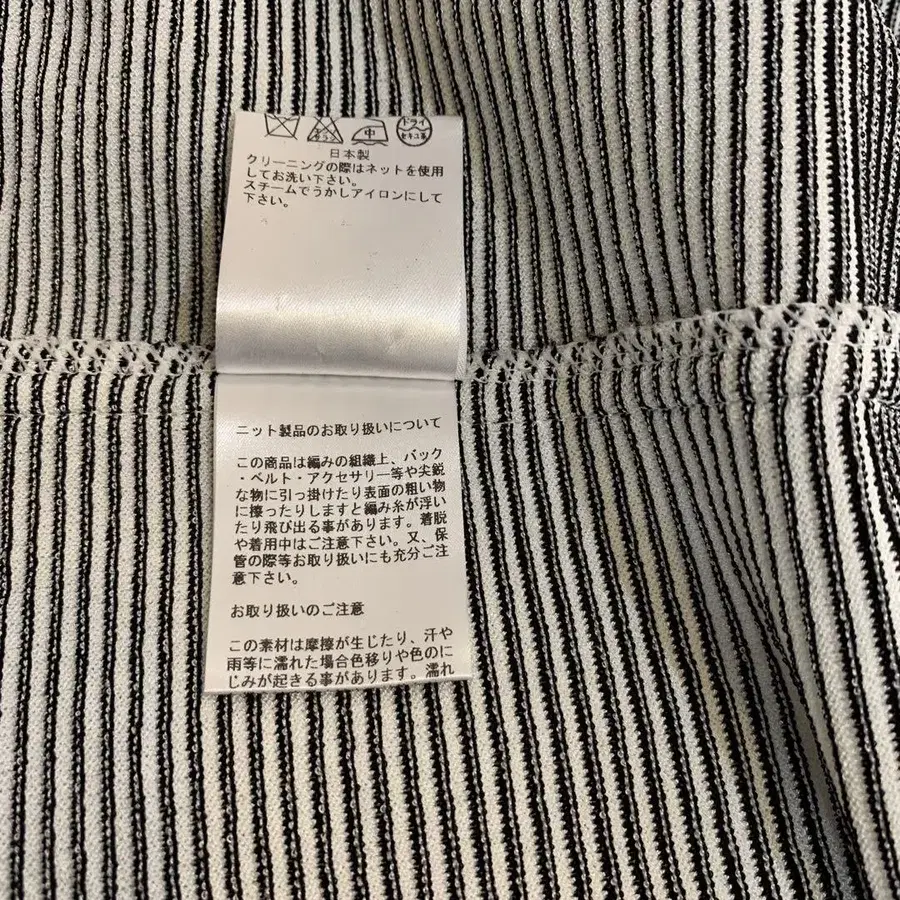 エンソ サラシ 中 ドライ セキユ系
日本製
クリーニングの際はネットを使用
してお洗い下さい。
スチームでうかしアイロンにして
下さい。
ニット製品のお取り扱いについて
この商品は編みの組織上、バック
・ベルト・アクセサリー等や尖鋭
な物に引っ掛けたり表面の粗い物
に擦ったりしますと編み糸が浮い
たり飛び出る事があります。着脱
や着用中はご注意下さい。又、保
管の際等お取り扱いにも充分ご注
意下さい。
お取り扱いのご注意
この素材は摩擦が生じたり、汗や
雨等に濡れた場合色移りや色のに
じみが起きる事があります。濡れ